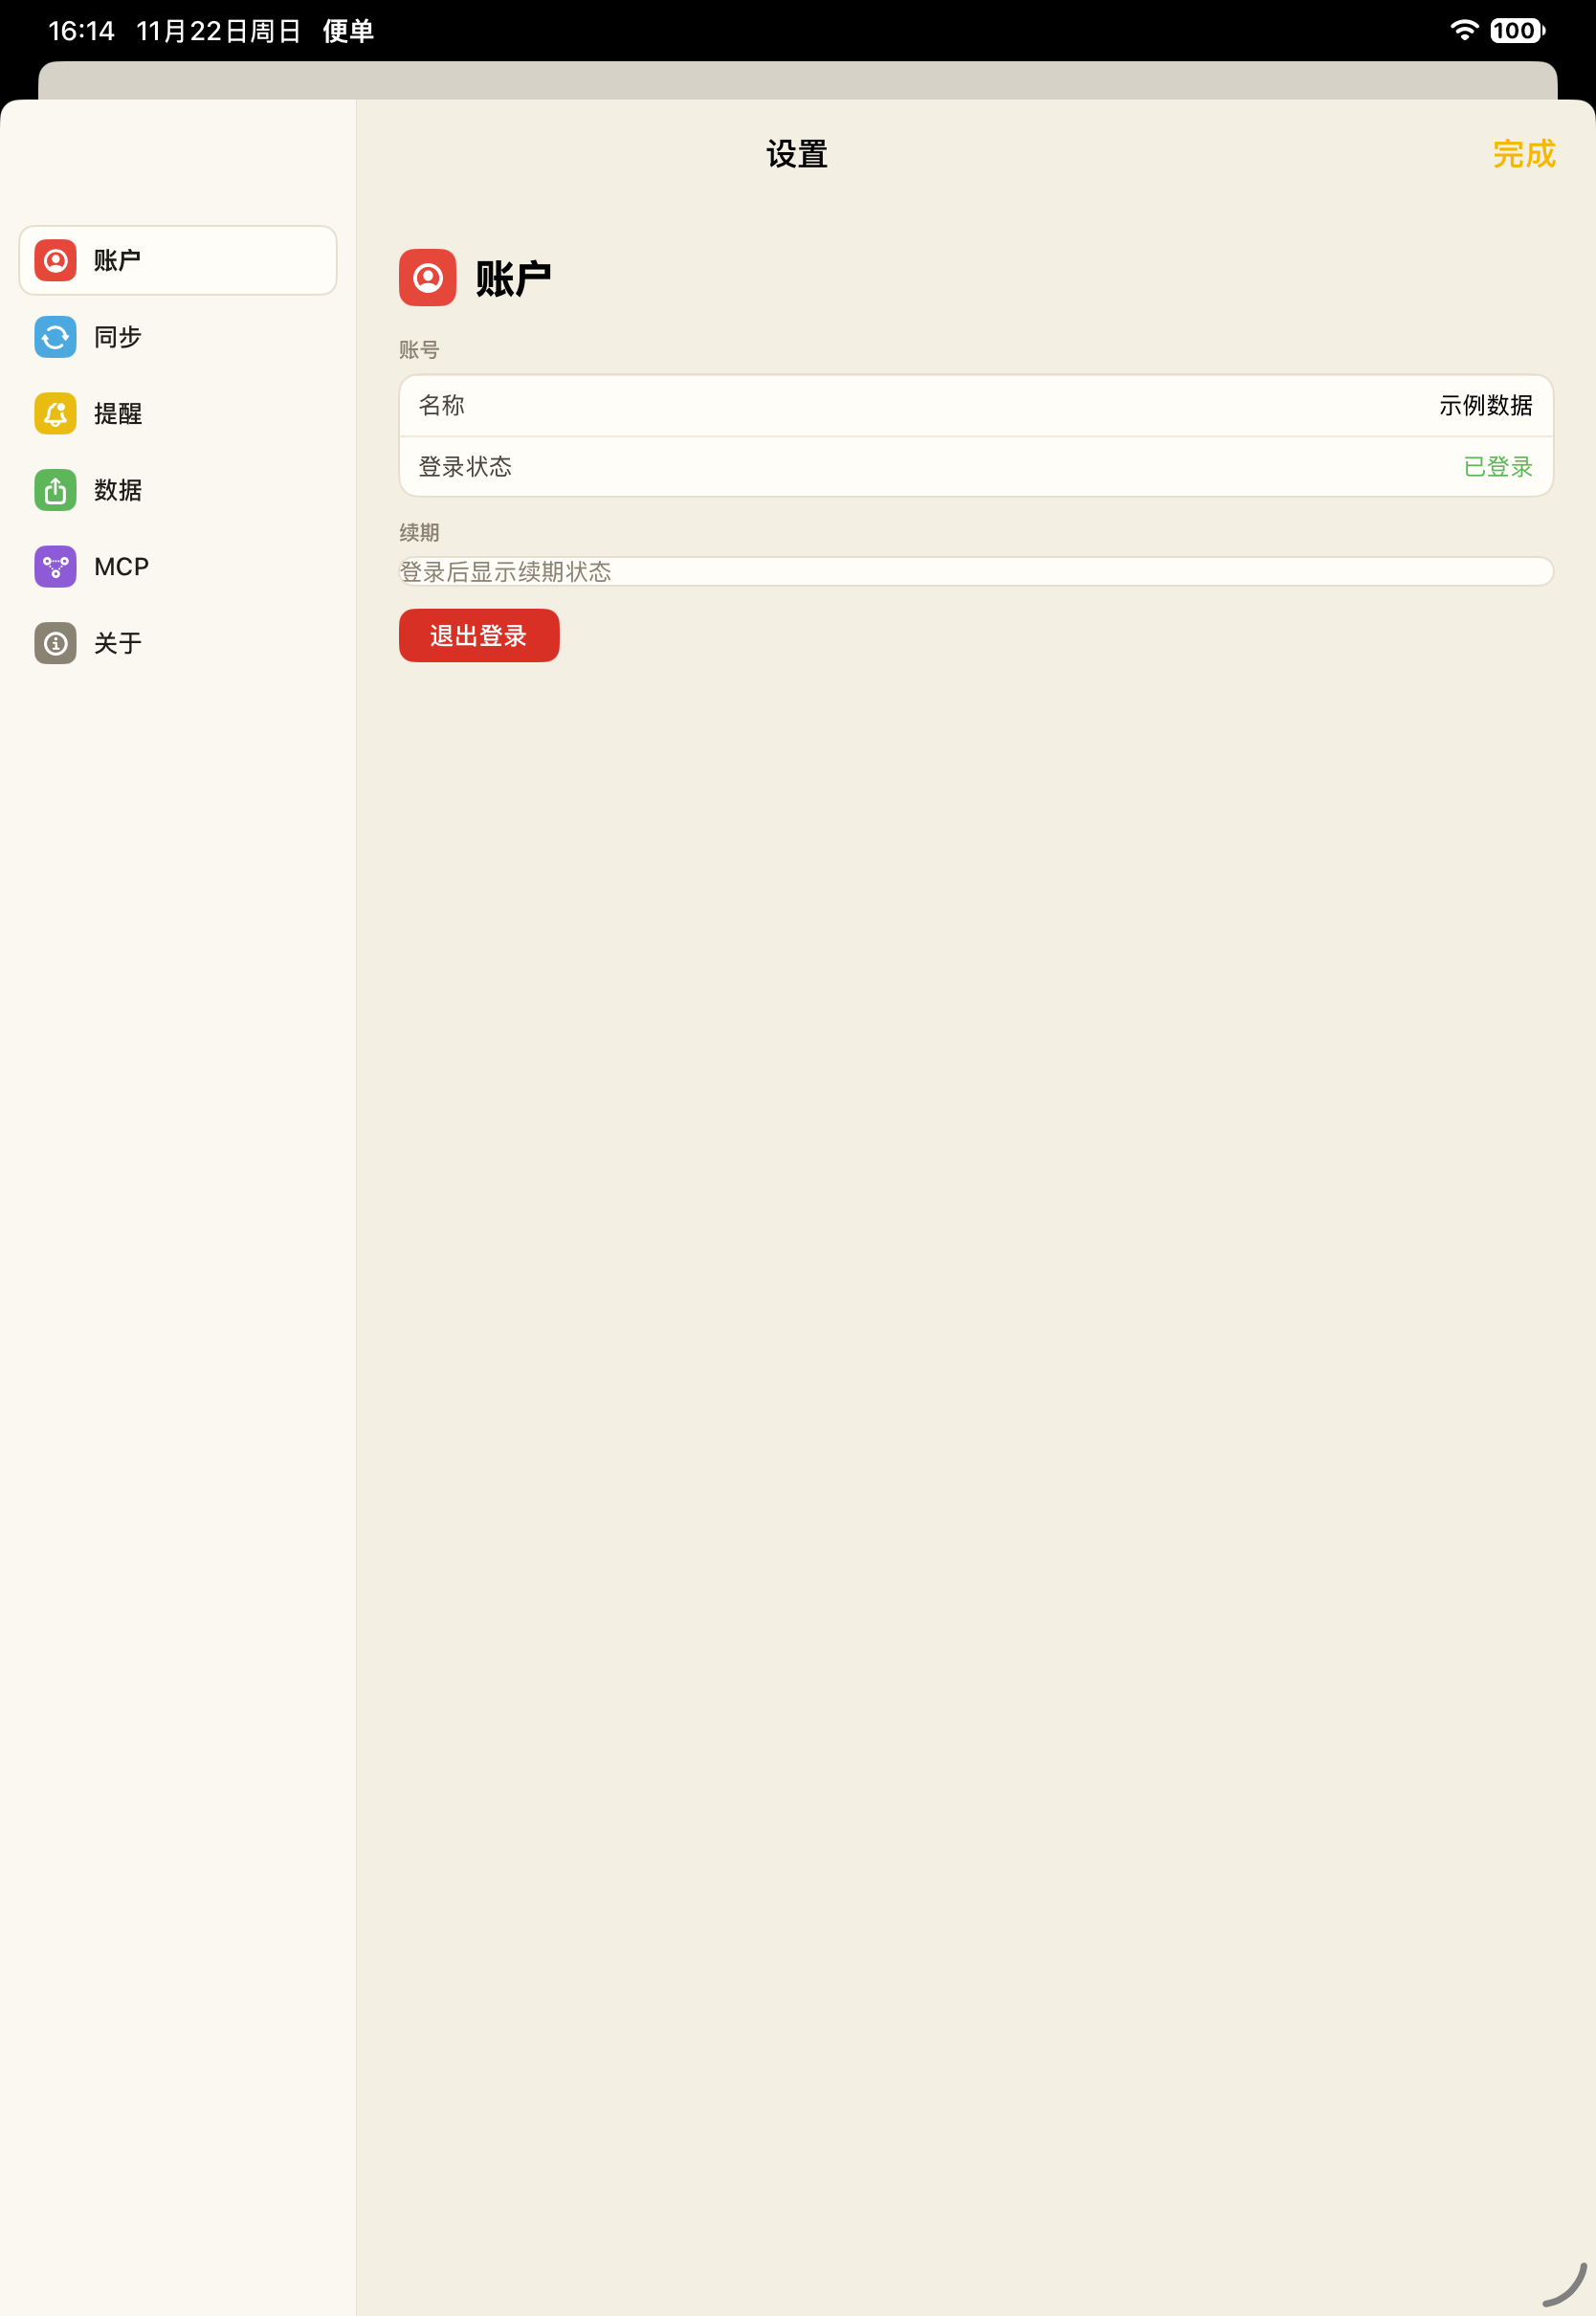 16:14 11月22日周日 便单
100
设置
完成
账户
同步
提醒
数据
MCP
关于
账户
账号
名称 示例数据
登录状态 已登录
续期
登录后显示续期状态
退出登录